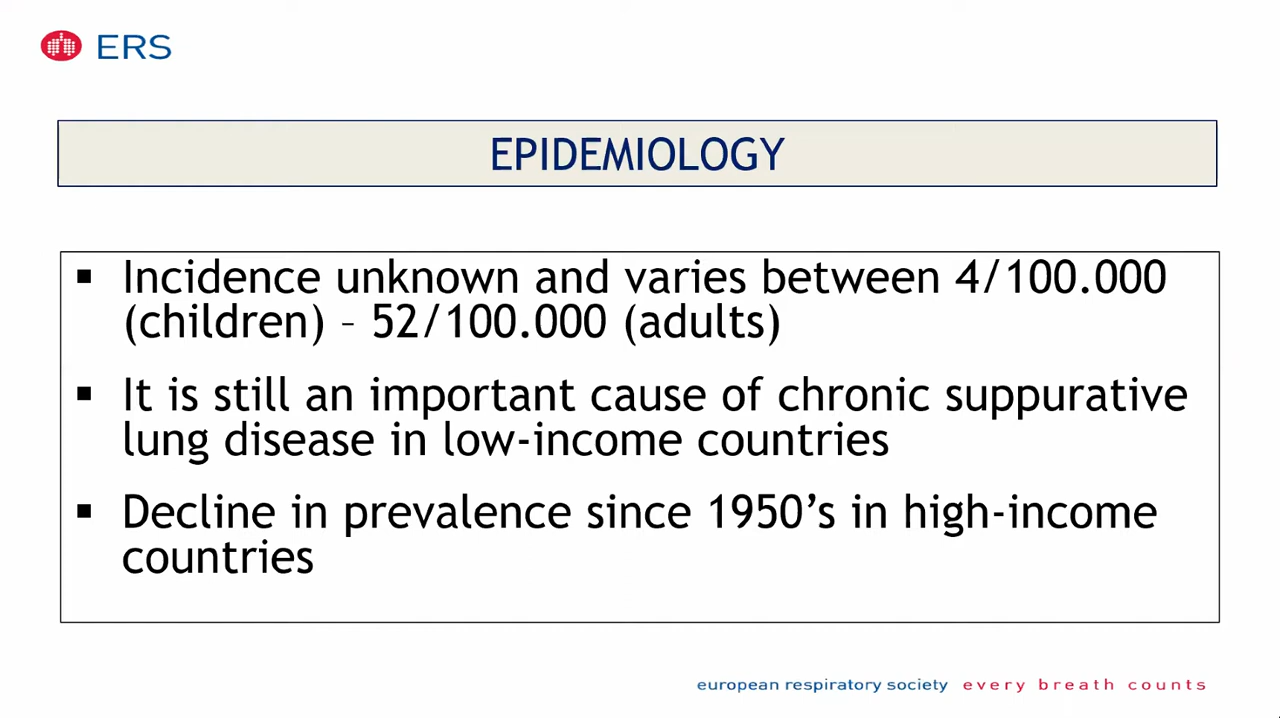 ERS
EPIDEMIOLOGY
▪ Incidence unknown and varies between 4/100.000
(children) – 52/100.000 (adults)
▪ It is still an important cause of chronic suppurative
lung disease in low-income countries
▪ Decline in prevalence since 1950’s in high-income
countries
european respiratory society every breath counts